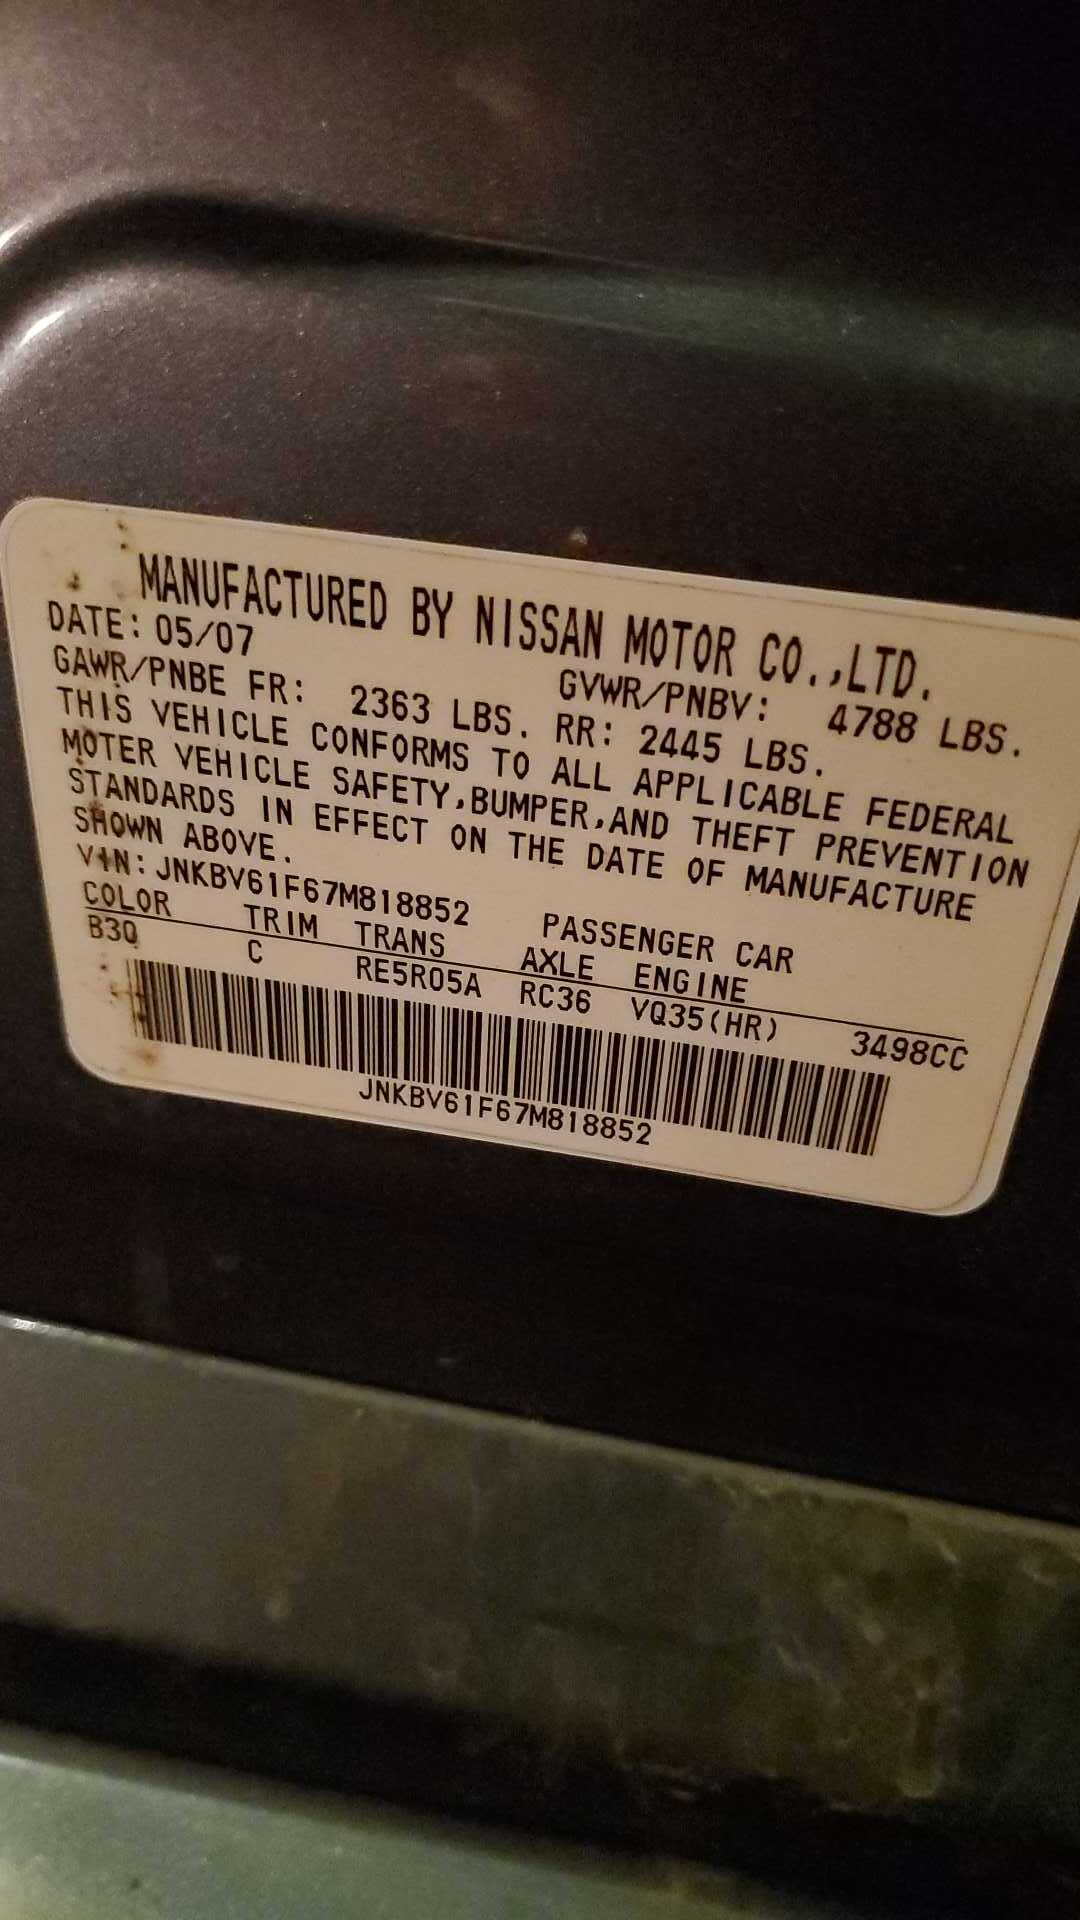 MANUFACTURED BY NISSAN MOTOR CO.,LTD.
DATE: 05/07 GVWR/PNBV: 4788 LBS.
GAWR/PNBE FR: 2363 LBS. RR: 2445 LBS.
THIS VEHICLE CONFORMS TO ALL APPLICABLE FEDERAL
MOTER VEHICLE SAFETY,BUMPER,AND THEFT PREVENTION
STANDARDS IN EFFECT ON THE DATE OF MANUFACTURE
SHOWN ABOVE.
VIN: JNKBV61F67M818852 PASSENGER CAR
COLOR TRIM TRANS AXLE ENGINE
B3Q C RE5R05A RC36 VQ35(HR) 3498CC
JNKBV61F67M818852